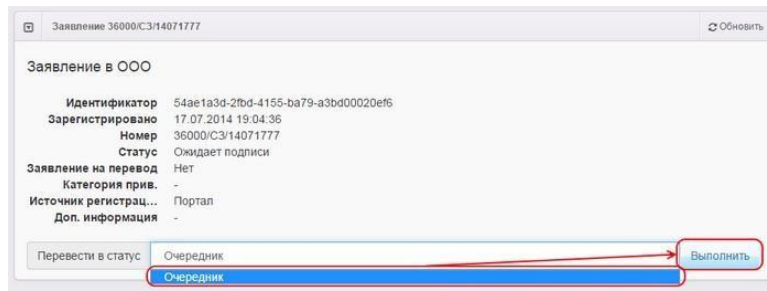 Заявление 36000/СЗ/14071777
Обновить
Заявление в ООО
Идентификатор 54ae1a3d-2fbd-4155-ba79-a3bd00020ef6
Зарегистрировано 17.07.2014 19:04:36
Номер 36000/СЗ/14071777
Статус Ожидает подписи
Заявление на перевод Нет
Категория прив. -
Источник регистрац... Портал
Доп. информация -
Перевести в статус Очередник Выполнить
Очередник